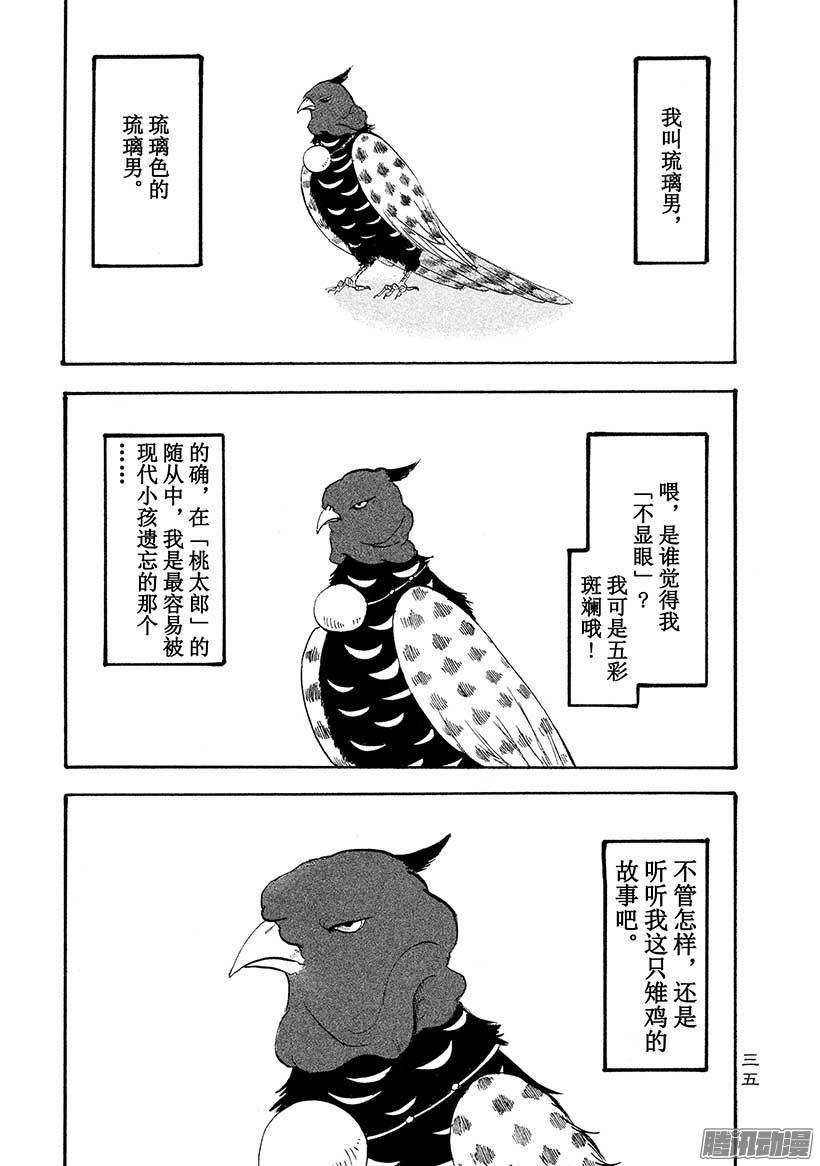 我叫琉璃男，
琉璃色的
琉璃男。
喂，是谁觉得我
「不显眼」？
我可是五彩
斑斓哦！
的确，在「桃太郎」的
随从中，我是最容易被
现代小孩遗忘的那个
……
不管怎样，还是
听听我这只雉鸡的
故事吧。
三五
腾讯动漫